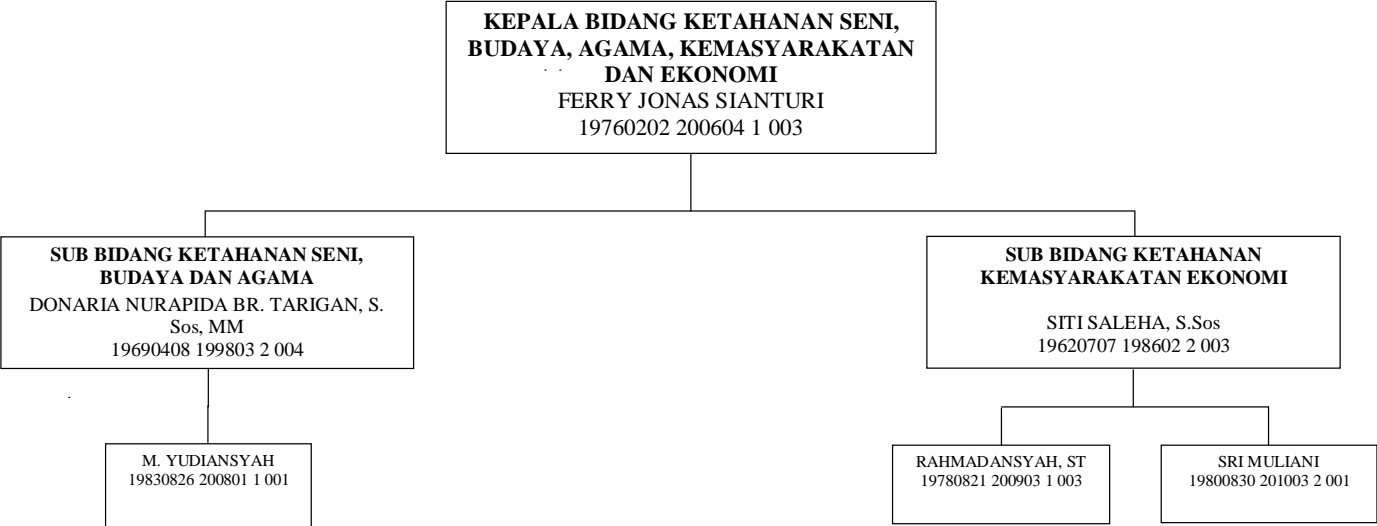 KEPALA BIDANG KETAHANAN SENI,
BUDAYA, AGAMA, KEMASYARAKATAN
DAN EKONOMI
FERRY JONAS SIANTURI
19760202 200604 1 003
SUB BIDANG KETAHANAN SENI,
BUDAYA DAN AGAMA
DONARIA NURAPIDA BR. TARIGAN, S.
Sos, MM
19690408 199803 2 004
SUB BIDANG KETAHANAN
KEMASYARAKATAN EKONOMI
SITI SALEHA, S.Sos
19620707 198602 2 003
M. YUDIANSYAH
19830826 200801 1 001
RAHMADANSYAH, ST
19780821 200903 1 003
SRI MULIANI
19800830 201003 2 001